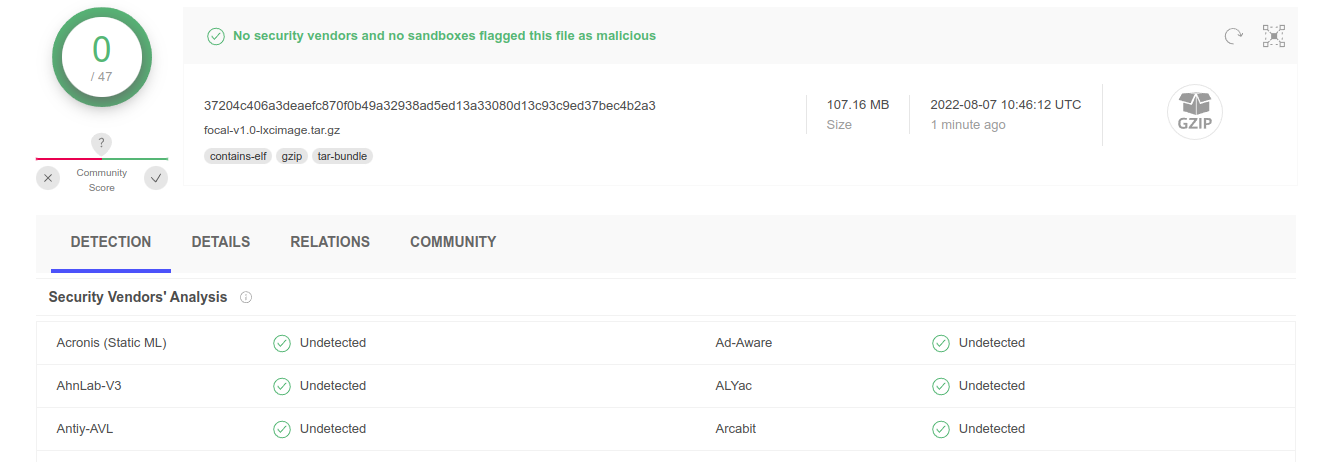 0
/ 47
?
Community
Score
No security vendors and no sandboxes flagged this file as malicious
37204c406a3deaefc870f0b49a32938ad5ed13a33080d13c93c9ed37bec4b2a3
focal-v1.0-lxcimage.tar.gz
contains-elf gzip tar-bundle
107.16 MB
Size
2022-08-07 10:46:12 UTC
1 minute ago
GZIP
DETECTION DETAILS RELATIONS COMMUNITY
Security Vendors' Analysis
Acronis (Static ML) Undetected Ad-Aware Undetected
AhnLab-V3 Undetected ALYac Undetected
Antiy-AVL Undetected Arcabit Undetected